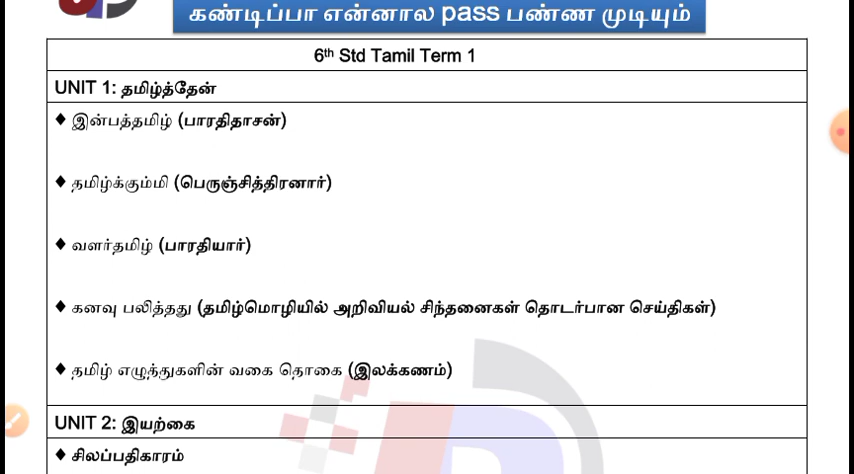 கண்டிப்பா என்னால pass பண்ண முடியும்
6th Std Tamil Term 1
UNIT 1: தமிழ்த்தேன்
♦ இன்பத்தமிழ் (பாரதிதாசன்)
♦ தமிழ்க்கும்மி (பெருஞ்சித்திரனார்)
♦ வளர்தமிழ் (பாரதியார்)
♦ கனவு பலித்தது (தமிழ்மொழியில் அறிவியல் சிந்தனைகள் தொடர்பான செய்திகள்)
♦ தமிழ் எழுத்துகளின் வகை தொகை (இலக்கணம்)
UNIT 2: இயற்கை
♦ சிலப்பதிகாரம்